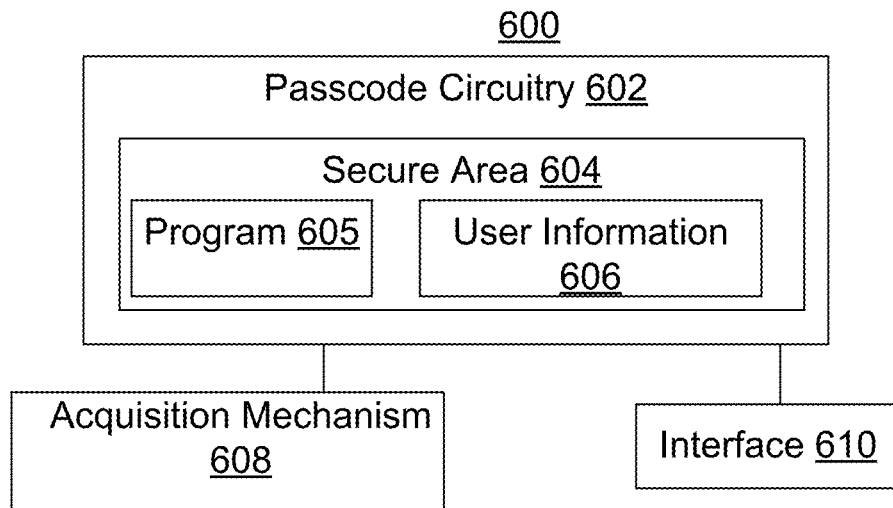 600
Passcode Circuitry 602
Secure Area 604
Program 605
User Information
606
Acquisition Mechanism
608
Interface 610